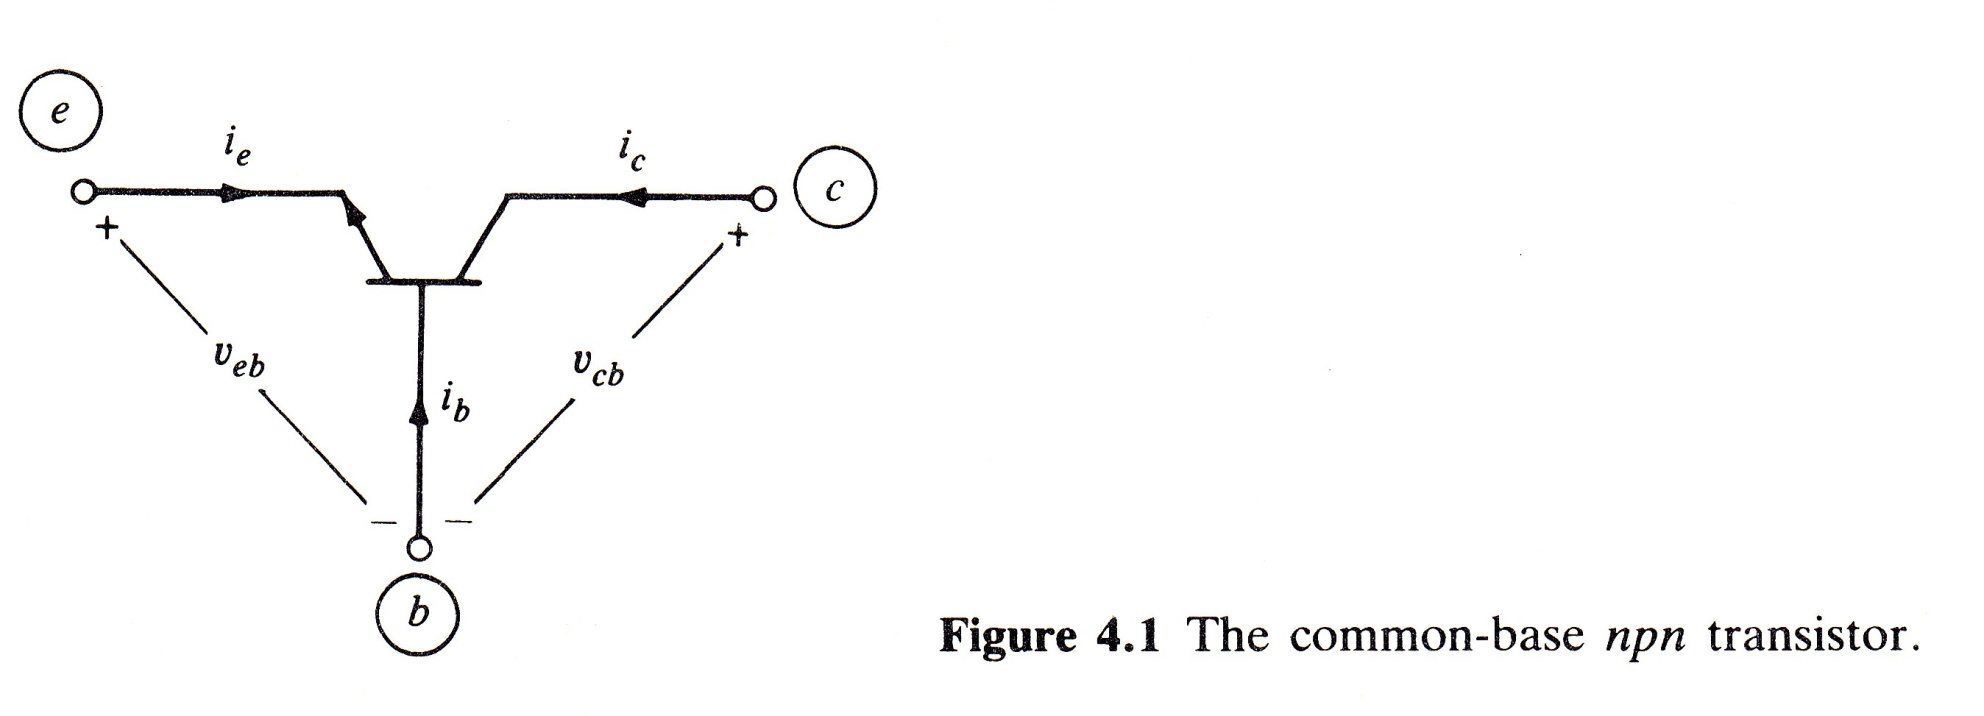 e
i_e
i_c
c
+
+
v_eb
v_cb
i_b
− −
b
Figure 4.1 The common-base npn transistor.